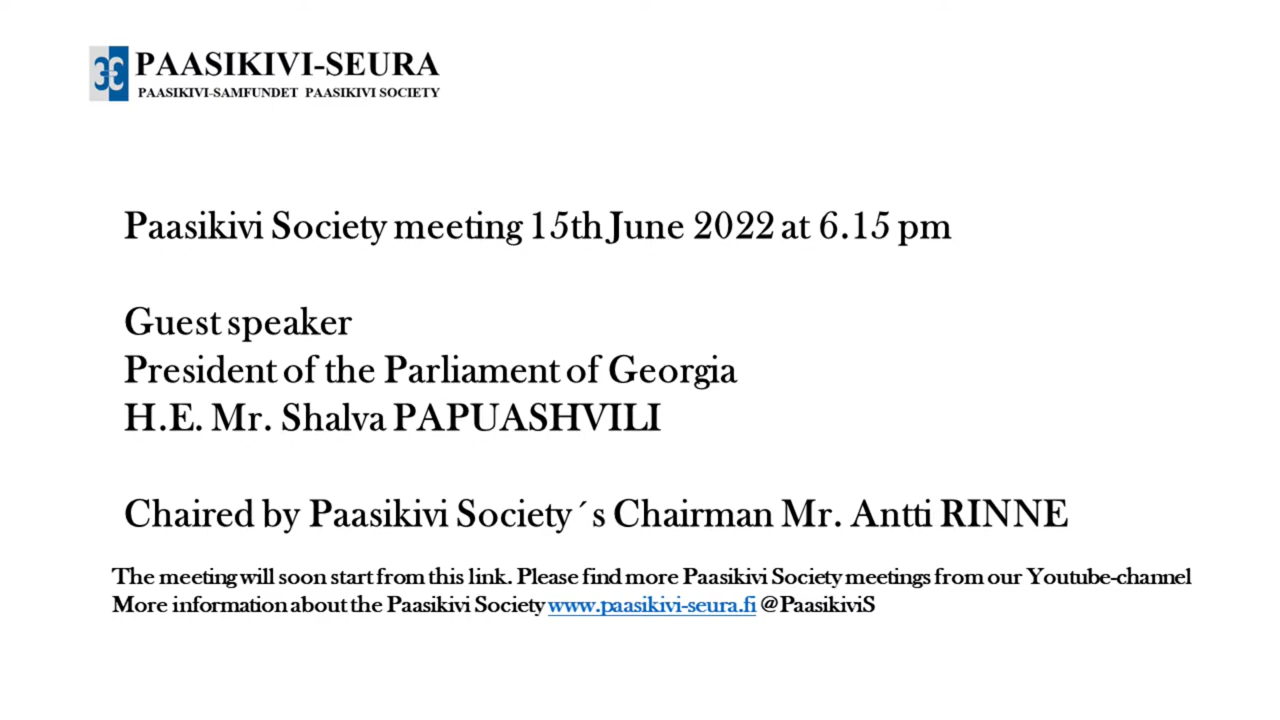 PAASIKIVI-SEURA
PAASIKIVI-SAMFUNDET PAASIKIVI SOCIETY
Paasikivi Society meeting 15th June 2022 at 6.15 pm
Guest speaker
President of the Parliament of Georgia
H.E. Mr. Shalva PAPUASHVILI
Chaired by Paasikivi Society´s Chairman Mr. Antti RINNE
The meeting will soon start from this link. Please find more Paasikivi Society meetings from our Youtube-channel
More information about the Paasikivi Society www.paasikivi-seura.fi @PaasikiviS